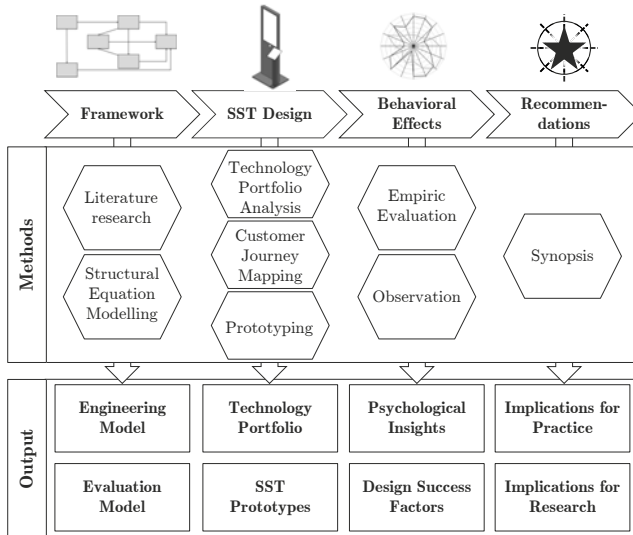 Framework
SST Design
Behavioral
Effects
Recommen-
dations
Methods
Literature
research
Structural
Equation
Modelling
Technology
Portfolio
Analysis
Customer
Journey
Mapping
Prototyping
Empiric
Evaluation
Observation
Synopsis
Output
Engineering
Model
Technology
Portfolio
Psychological
Insights
Implications for
Practice
Evaluation
Model
SST
Prototypes
Design Success
Factors
Implications for
Research